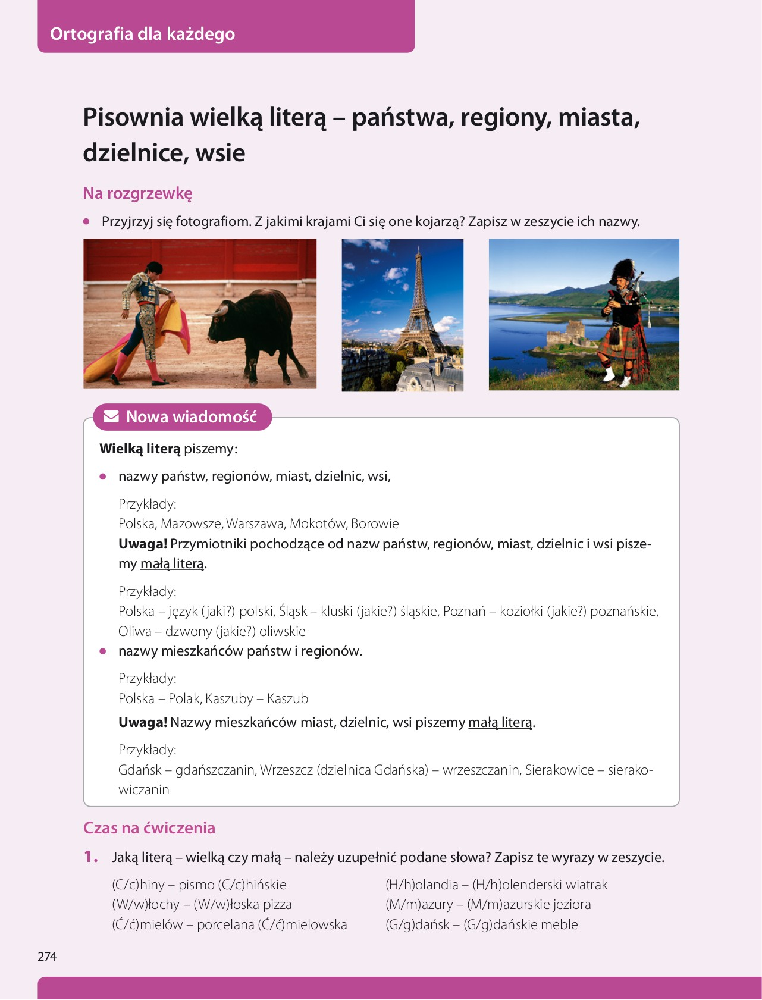 Ortografia dla każdego
Pisownia wielką literą – państwa, regiony, miasta,
dzielnice, wsie
Na rozgrzewkę
● Przyjrzyj się fotografiom. Z jakimi krajami Ci się one kojarzą? Zapisz w zeszycie ich nazwy.
Nowa wiadomość
Wielką literą piszemy:
● nazwy państw, regionów, miast, dzielnic, wsi,
Przykłady:
Polska, Mazowsze, Warszawa, Mokotów, Borowie
Uwaga! Przymiotniki pochodzące od nazw państw, regionów, miast, dzielnic i wsi pisze-
my małą literą.
Przykłady:
Polska – język (jaki?) polski, Śląsk – kluski (jakie?) śląskie, Poznań – koziołki (jakie?) poznańskie,
Oliwa – dzwony (jakie?) oliwskie
● nazwy mieszkańców państw i regionów.
Przykłady:
Polska – Polak, Kaszuby – Kaszub
Uwaga! Nazwy mieszkańców miast, dzielnic, wsi piszemy małą literą.
Przykłady:
Gdańsk – gdańszczanin, Wrzeszcz (dzielnica Gdańska) – wrzeszczanin, Sierakowice – sierako-
wiczanin
Czas na ćwiczenia
1. Jaką literą – wielką czy małą – należy uzupełnić podane słowa? Zapisz te wyrazy w zeszycie.
(C/c)hiny – pismo (C/c)hińskie
(W/w)łochy – (W/w)łoska pizza
(Ć/ć)mielów – porcelana (Ć/ć)mielowska
(H/h)olandia – (H/h)olenderski wiatrak
(M/m)azury – (M/m)azurskie jeziora
(G/g)dańsk – (G/g)dańskie meble
274